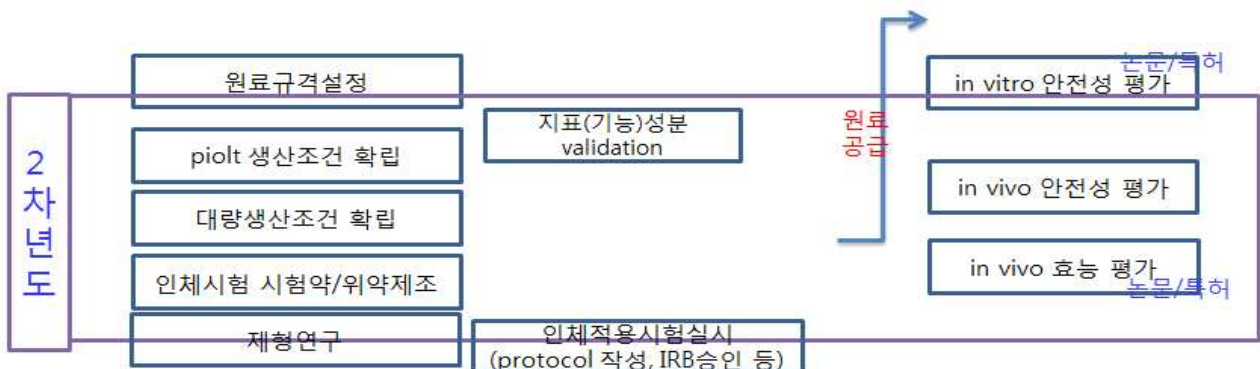 2
차
년
도
원료규격설정
piolt 생산조건 확립
대량생산조건 확립
인체시험 시험약/위약제조
제형연구
지표(기능)성분
validation
인체적용시험실시
(protocol 작성, IRB승인 등)
원료
공급
논문/특허
in vitro 안전성 평가
in vivo 안전성 평가
in vivo 효능 평가
논문/특허